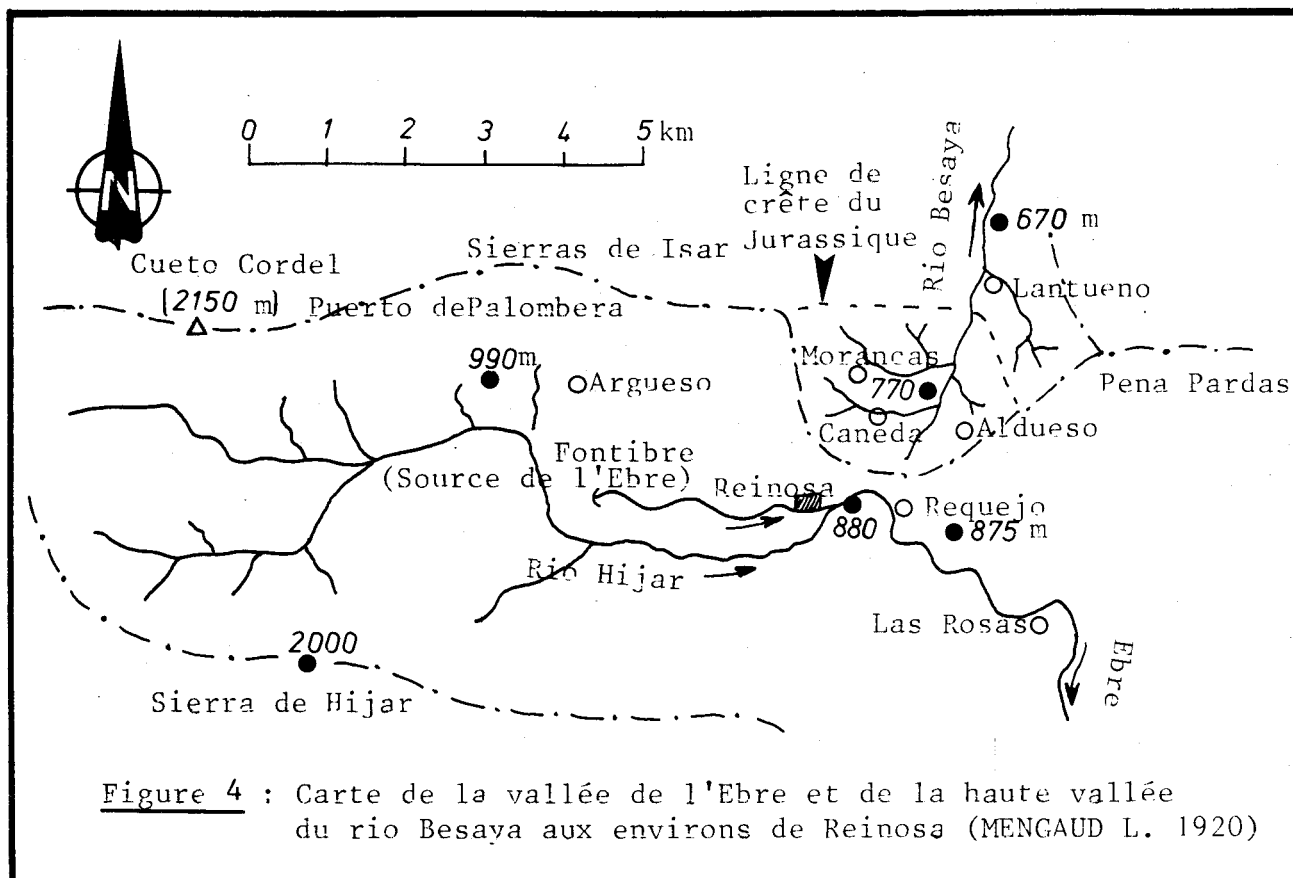 N
0 1 2 3 4 5 km
Ligne de
crête du
Jurassique
Rio Besaya
670 m
Sierras de Isar
Cueto Cordel
(2150 m)
Puerto dePalombera
Lantueno
990m
Argueso
Morancas
770
Pena Pardas
Caneda
Aldueso
Fontibre
(Source de l'Ebre)
Reinosa
Requejo
880
875 m
Rio Hijar
Las Rosas
Ebre
2000
Sierra de Hijar
Figure 4 : Carte de la vallée de l'Ebre et de la haute vallée
du rio Besaya aux environs de Reinosa (MENGAUD L. 1920)